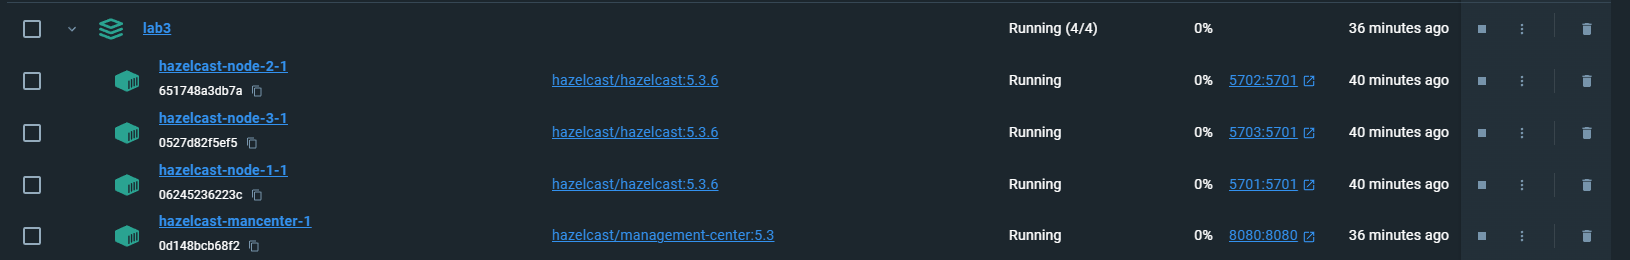 lab3 Running (4/4) 0% 36 minutes ago
hazelcast-node-2-1
651748a3db7a hazelcast/hazelcast:5.3.6 Running 0% 5702:5701 40 minutes ago
hazelcast-node-3-1
0527d82f5ef5 hazelcast/hazelcast:5.3.6 Running 0% 5703:5701 40 minutes ago
hazelcast-node-1-1
06245236223c hazelcast/hazelcast:5.3.6 Running 0% 5701:5701 40 minutes ago
hazelcast-mancenter-1
0d148bcb68f2 hazelcast/management-center:5.3 Running 0% 8080:8080 36 minutes ago